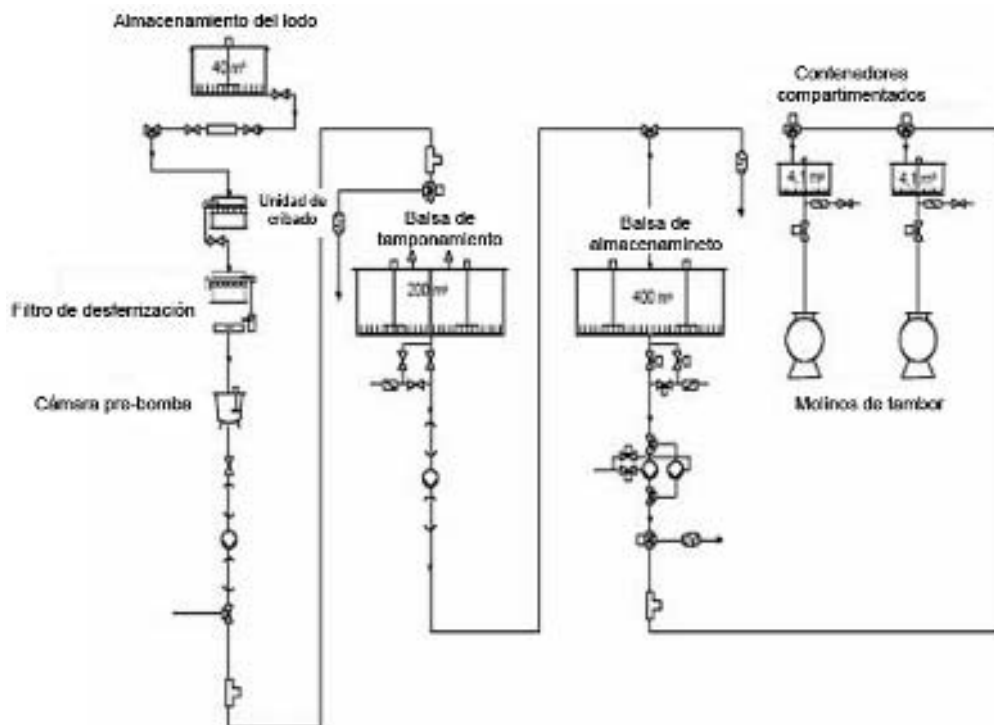 Almacenamiento del lodo
40 m³
Contenedores
compartimentados
4,1 m³
4,1 m³
Unidad de
cribado
Balsa de
tamponamiento
200 m³
Balsa de
almacenamineto
400 m³
Filtro de desferrización
Cámara pre-bomba
Molinos de tambor